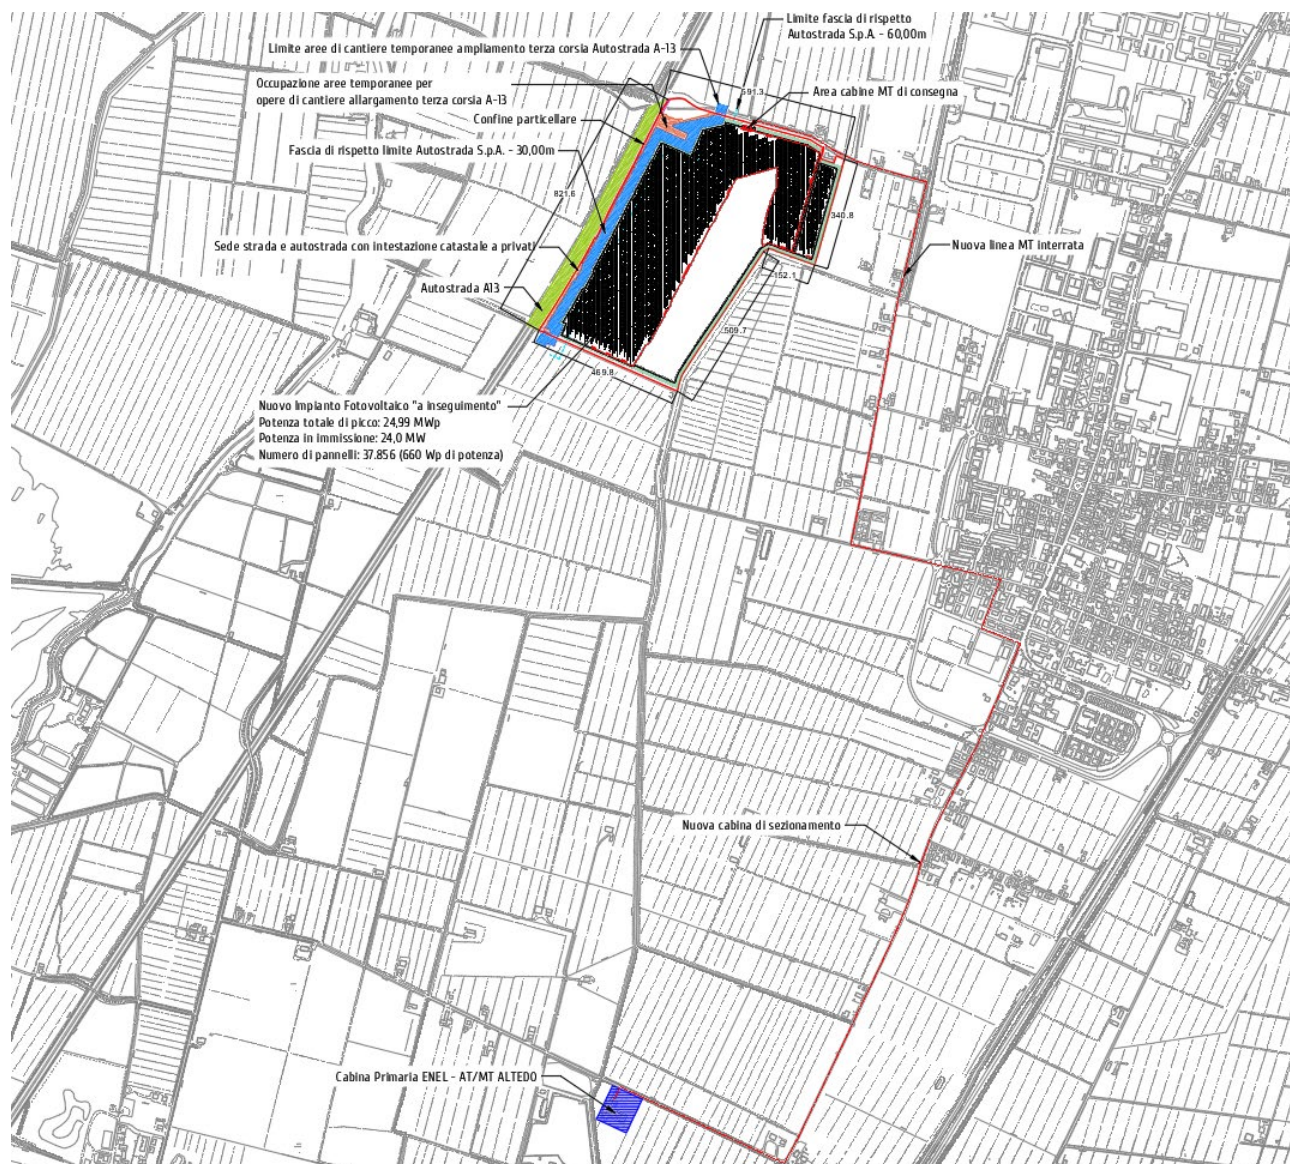 Limite fascia di rispetto
Autostrada S.p.A. - 60,00m
Limite aree di cantiere temporanee ampliamento terza corsia Autostrada A-13
Occupazione aree temporanee per
opere di cantiere allargamento terza corsia A-13
591.3
Area cabine MT di consegna
Confine particellare
Fascia di rispetto limite Autostrada S.p.A. - 30,00m
821.6
340.8
Sede strada e autostrada con intestazione catastale a privati
Nuova linea MT interrata
152.1
Autostrada A13
509.7
469.8
Nuovo Impianto Fotovoltaico "a inseguimento"
Potenza totale di picco: 24,99 MWp
Potenza in immissione: 24,0 MW
Numero di pannelli: 37.856 (660 Wp di potenza)
Nuova cabina di sezionamento
Cabina Primaria ENEL - AT/MT ALTEDO